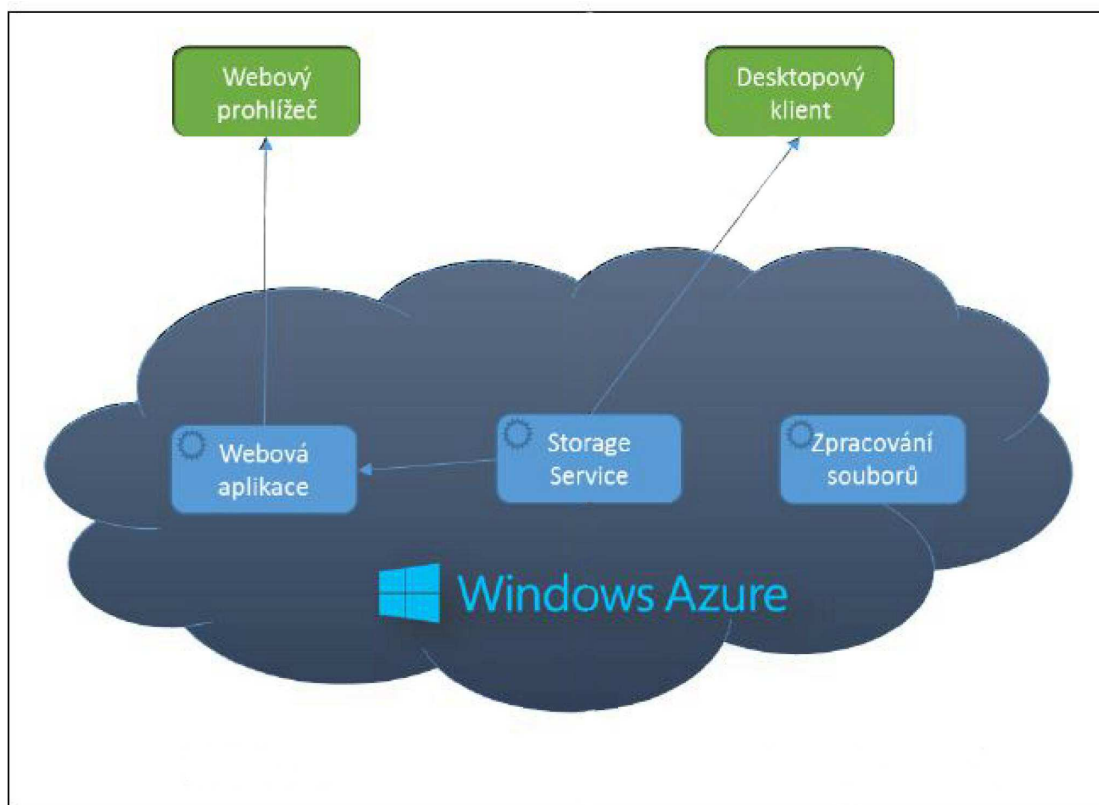 Webový
prohlížeč
Desktopový
klient
Webová
aplikace
Storage
Service
Zpracování
souborů
Windows Azure